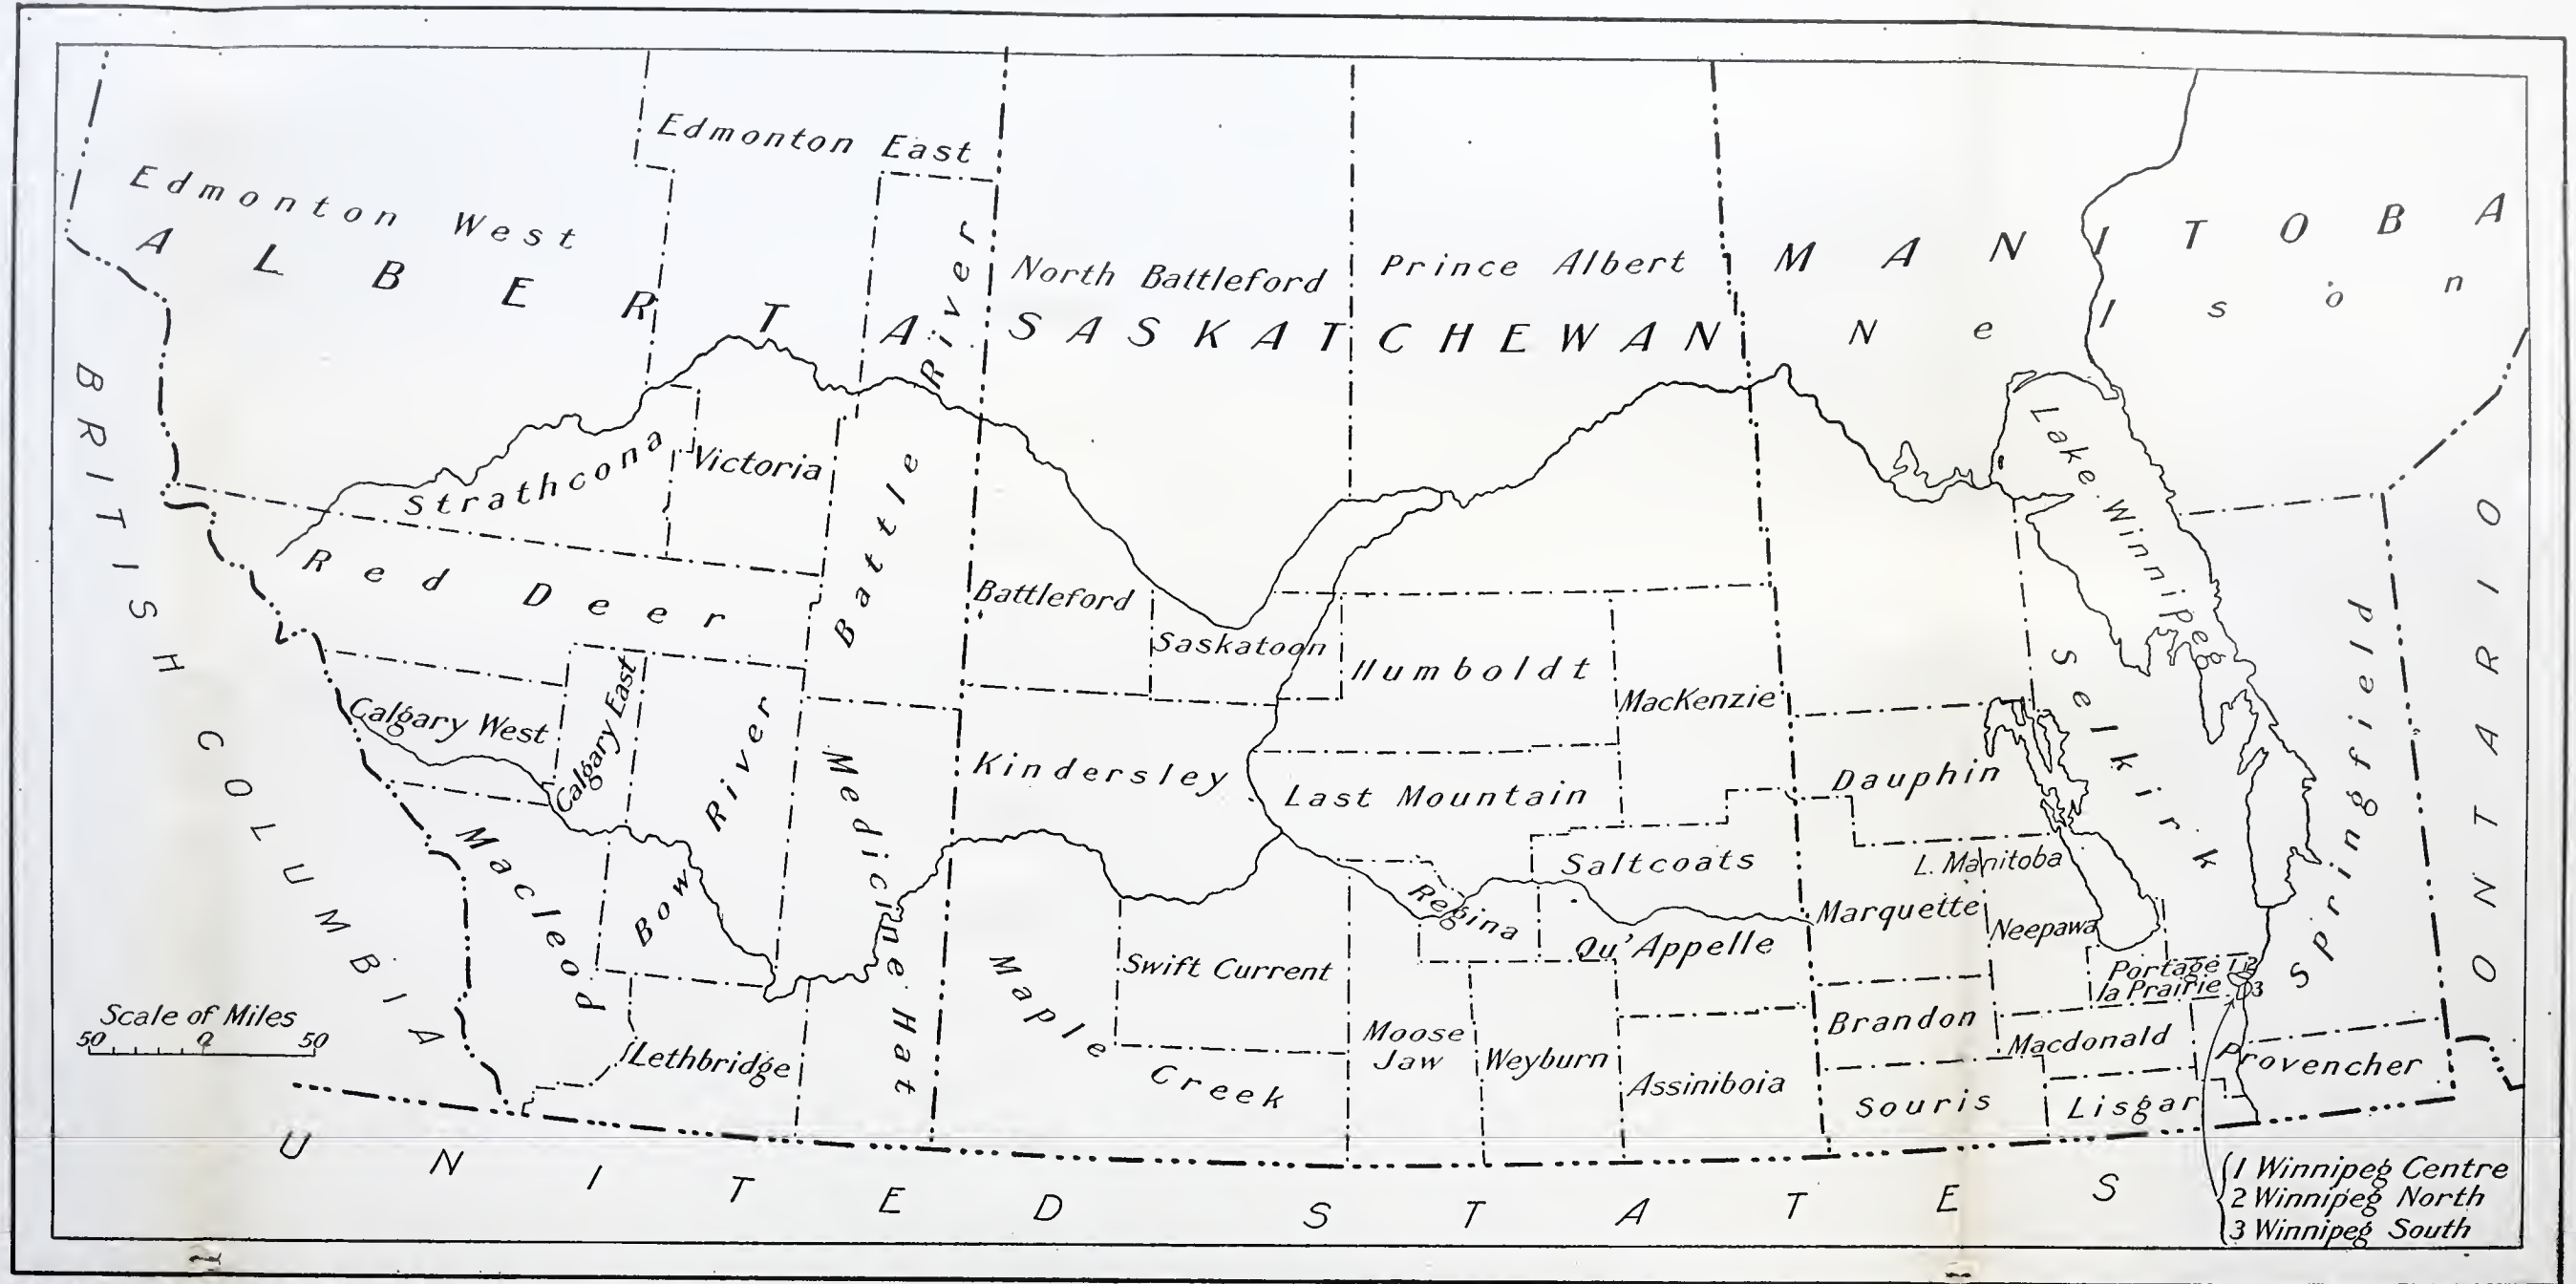 Edmonton East
Edmonton West
ALBERTA
North Battleford
Prince Albert
MANITOBA
SASKATCHEWAN
Nelson
BRITISH COLUMBIA
Strathcona
Victoria
Battle River
Lake Winnipeg
Red Deer
Battleford
Saskatoon
Humboldt
MacKenzie
Selkirk
Springfield
ONTARIO
Calgary West
Calgary East
Bow River
Medicine Hat
Kindersley
Last Mountain
Dauphin
Saltcoats
L. Manitoba
Macleod
Regina
Qu'Appelle
Marquette
Neepawa
Maple Creek
Swift Current
Portage
la Prairie
1
2
3
Scale of Miles
50 0 50
Lethbridge
Moose
Jaw
Weyburn
Assiniboia
Brandon
Macdonald
Provencher
Souris
Lisgar
UNITED STATES
1 Winnipeg Centre
2 Winnipeg North
3 Winnipeg South